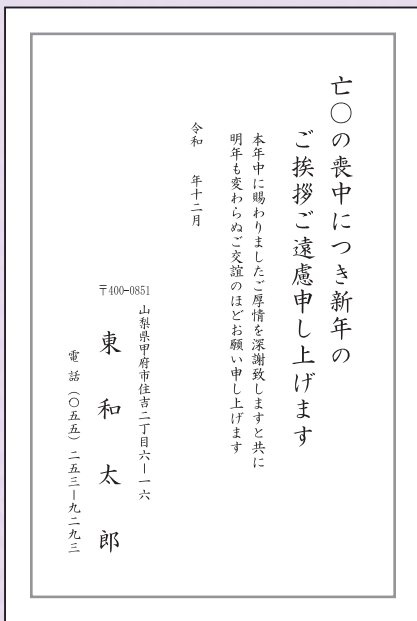 亡〇の喪中につき新年の
ご挨拶ご遠慮申し上げます
本年中に賜わりましたご厚情を深謝致しますと共に
明年も変わらぬご交誼のほどお願い申し上げます
令和　年十二月
〒400-0851
山梨県甲府市住吉二丁目六ー一六
東和太郎
電話（〇五五）二五三ー九二九三